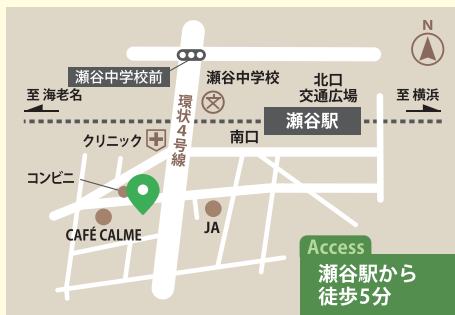 N
瀬谷中学校前
瀬谷中学校
北口
交通広場
至 海老名
至 横浜
瀬谷駅
環状4号線
南口
クリニック
コンビニ
CAFÉ CALME
JA
Access
瀬谷駅から
徒歩5分